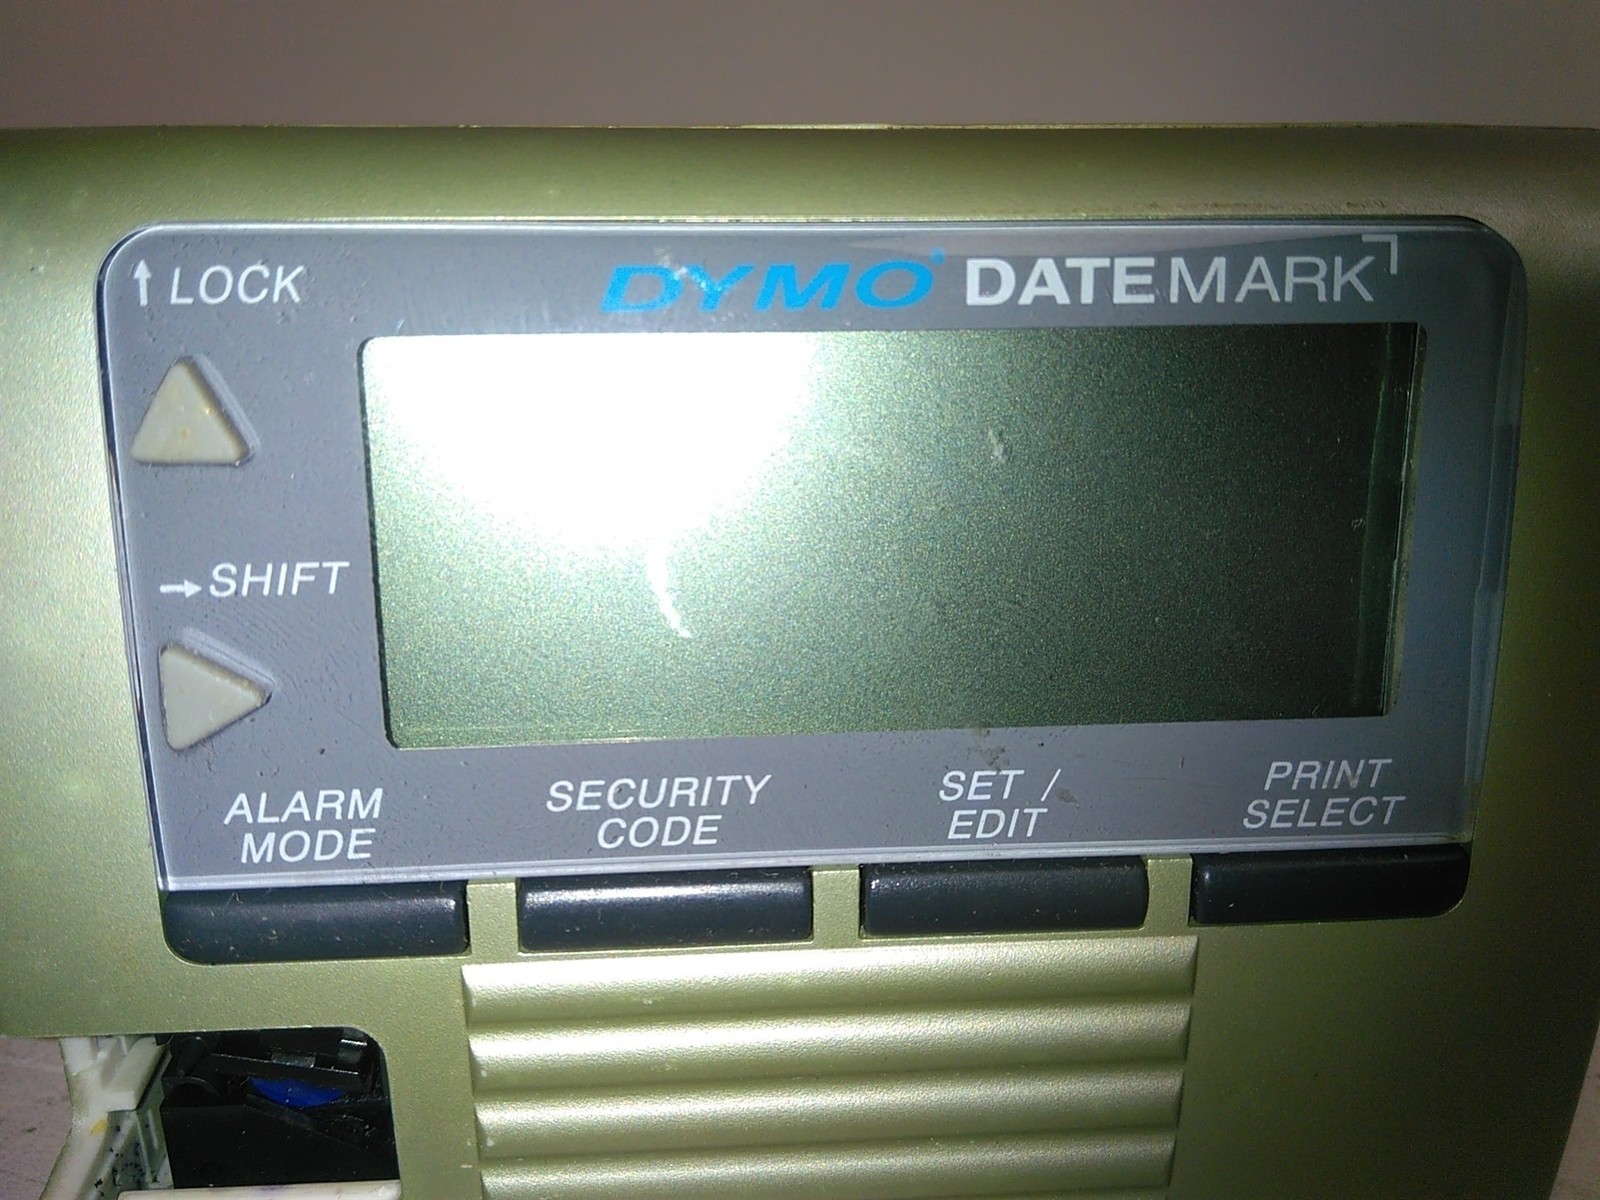 ↑ LOCK
DYMO® DATEMARK
→SHIFT
ALARM
MODE
SECURITY
CODE
SET /
EDIT
PRINT
SELECT